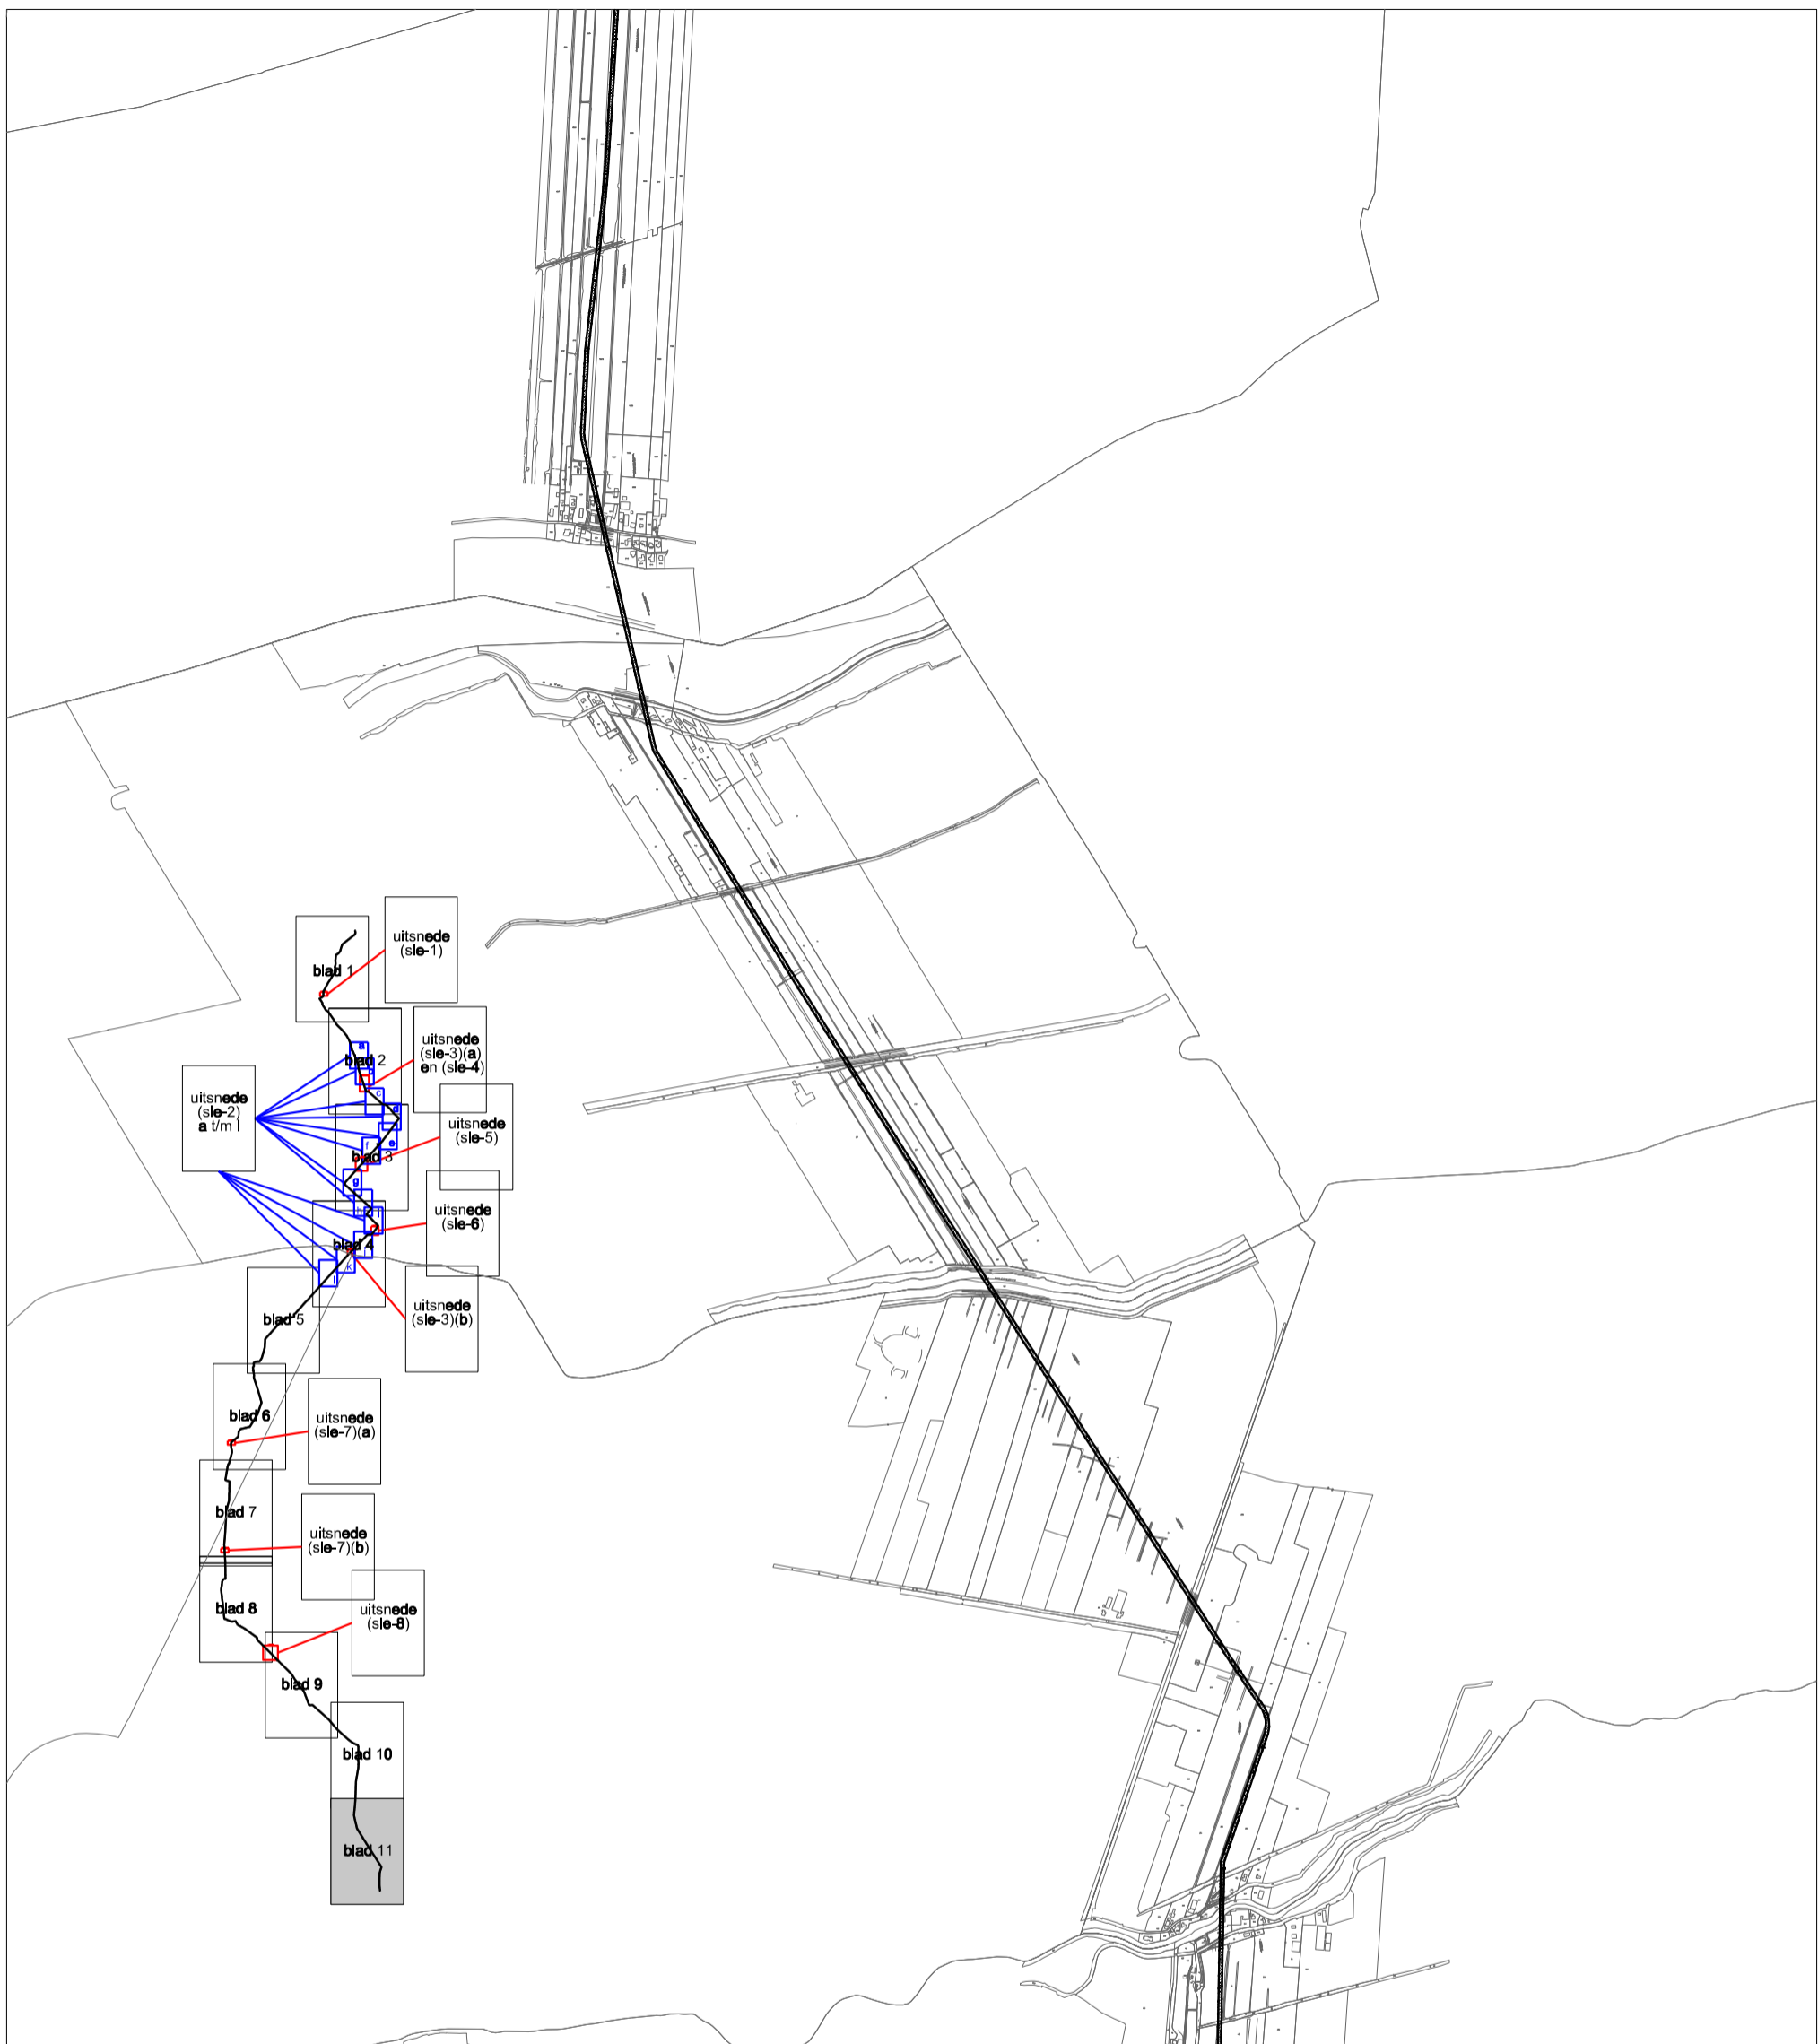 uitsnede
(sle-1)
blad 1
uitsnede
(sle-3)(a)
en (sle-4)
a
blad 2
uitsnede
(sle-2)
a t/m l
c
d
uitsnede
(sle-5)
e
f
blad 3
g
h
uitsnede
(sle-6)
blad 4
k
uitsnede
(sle-3)(b)
blad 5
blad 6
uitsnede
(sle-7)(a)
blad 7
uitsnede
(sle-7)(b)
blad 8
uitsnede
(sle-8)
blad 9
blad 10
blad 11